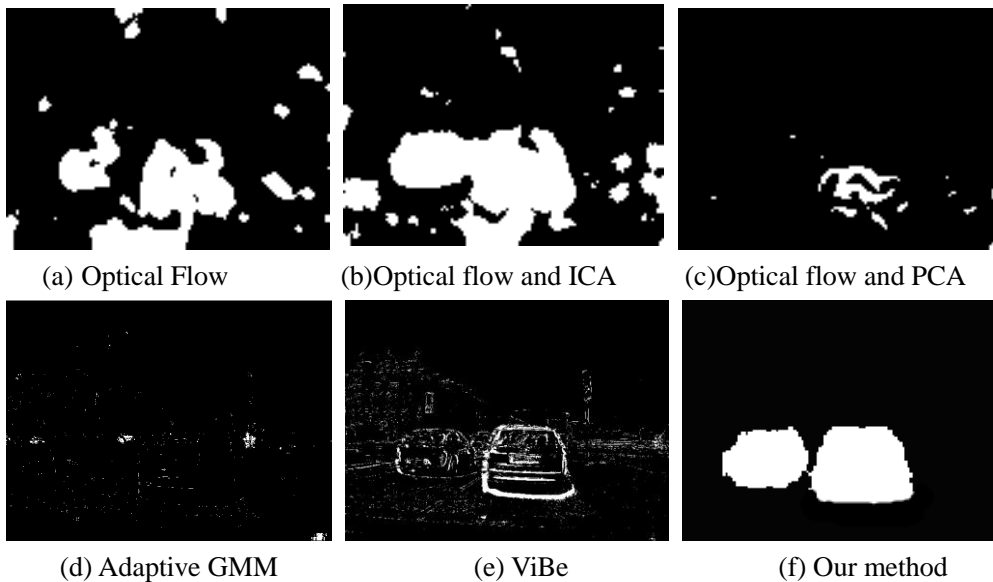 (a) Optical Flow
(b)Optical flow and ICA
(c)Optical flow and PCA
(d) Adaptive GMM
(e) ViBe
(f) Our method